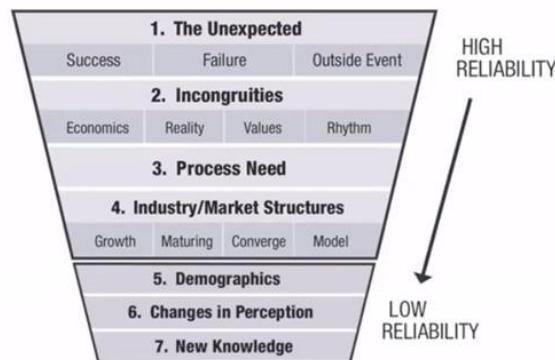 1. The Unexpected
Success Failure Outside Event
2. Incongruities
Economics Reality Values Rhythm
3. Process Need
4. Industry/Market Structures
Growth Maturing Converge Model
5. Demographics
6. Changes in Perception
7. New Knowledge
HIGH
RELIABILITY
LOW
RELIABILITY